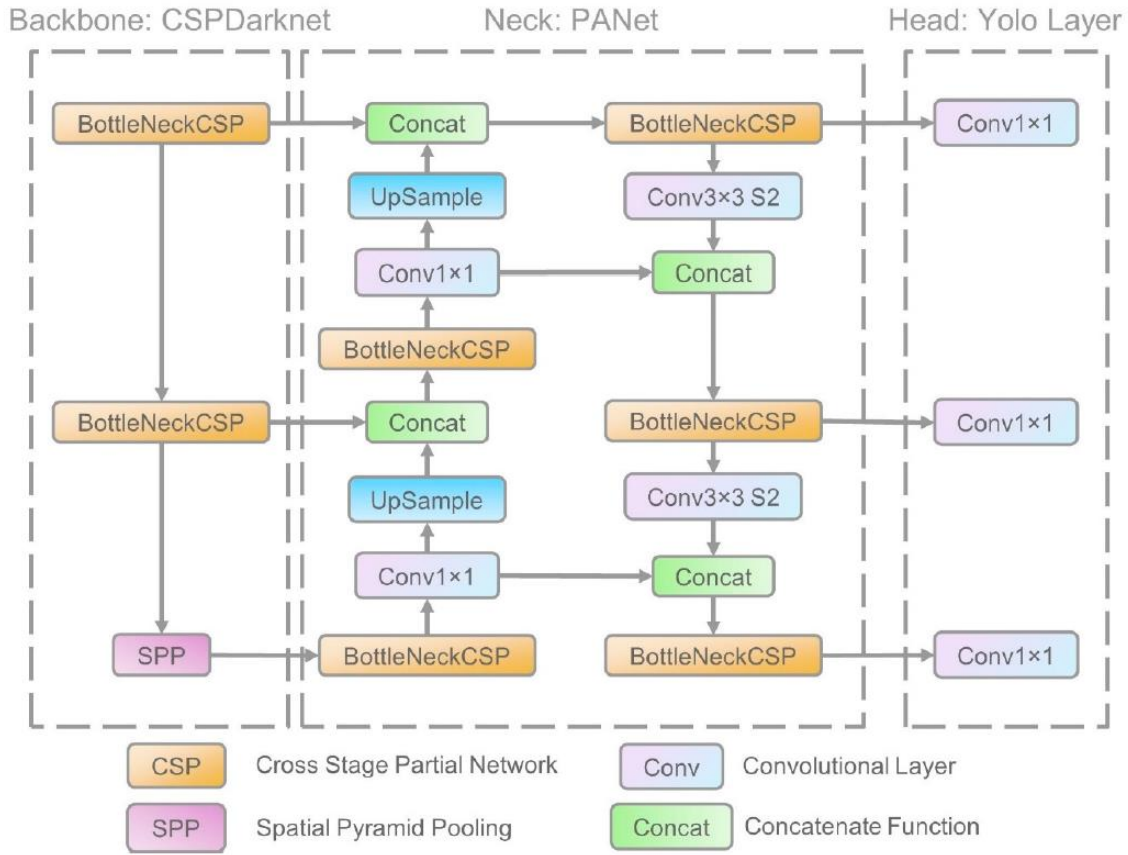 Backbone: CSPDarknet
Neck: PANet
Head: Yolo Layer
BottleNeckCSP
Concat
BottleNeckCSP
Conv1×1
UpSample
Conv3×3 S2
Conv1×1
Concat
BottleNeckCSP
BottleNeckCSP
Concat
BottleNeckCSP
Conv1×1
UpSample
Conv3×3 S2
Conv1×1
Concat
SPP
BottleNeckCSP
BottleNeckCSP
Conv1×1
CSP
Cross Stage Partial Network
Conv
Convolutional Layer
SPP
Spatial Pyramid Pooling
Concat
Concatenate Function